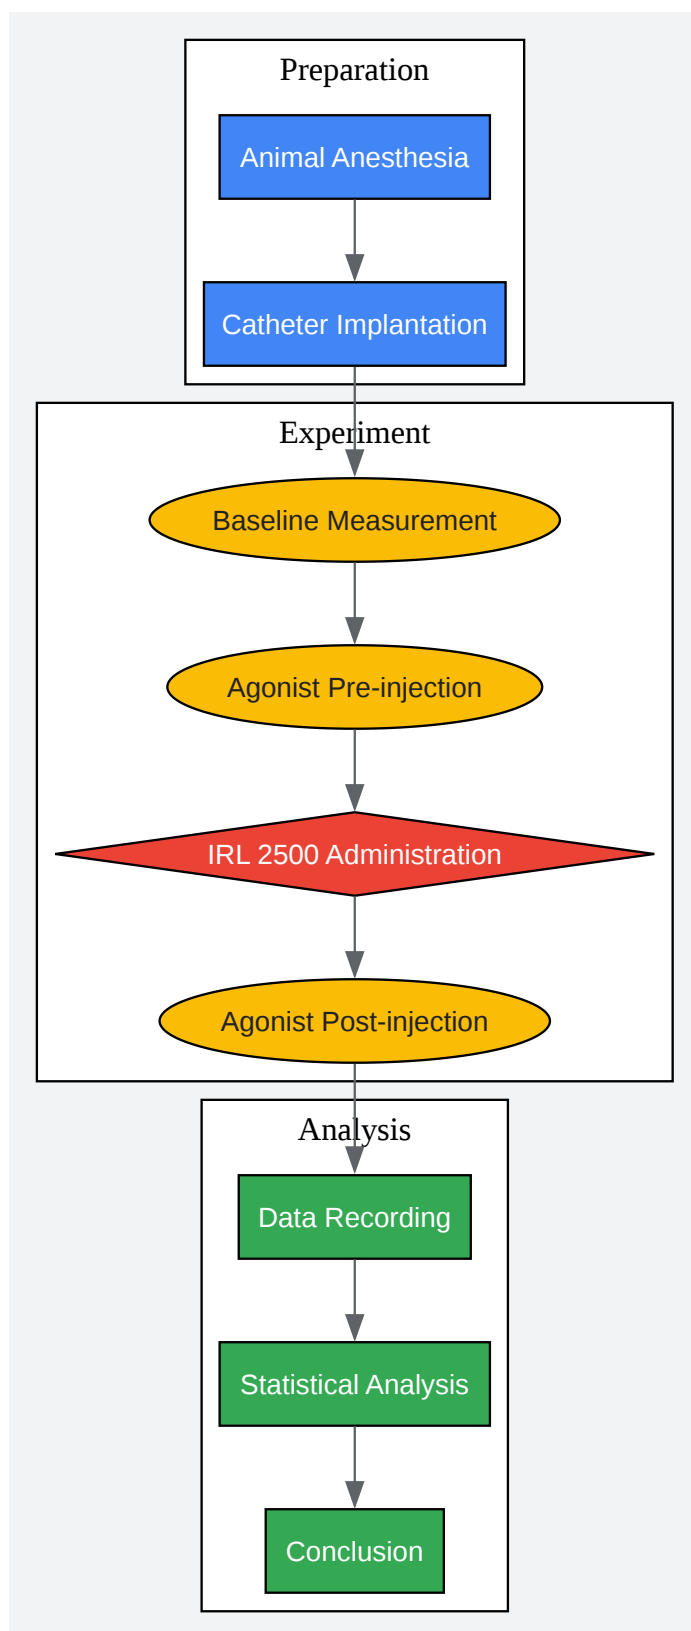 Preparation
Animal Anesthesia
Catheter Implantation
Experiment
Baseline Measurement
Agonist Pre-injection
IRL 2500 Administration
Agonist Post-injection
Analysis
Data Recording
Statistical Analysis
Conclusion